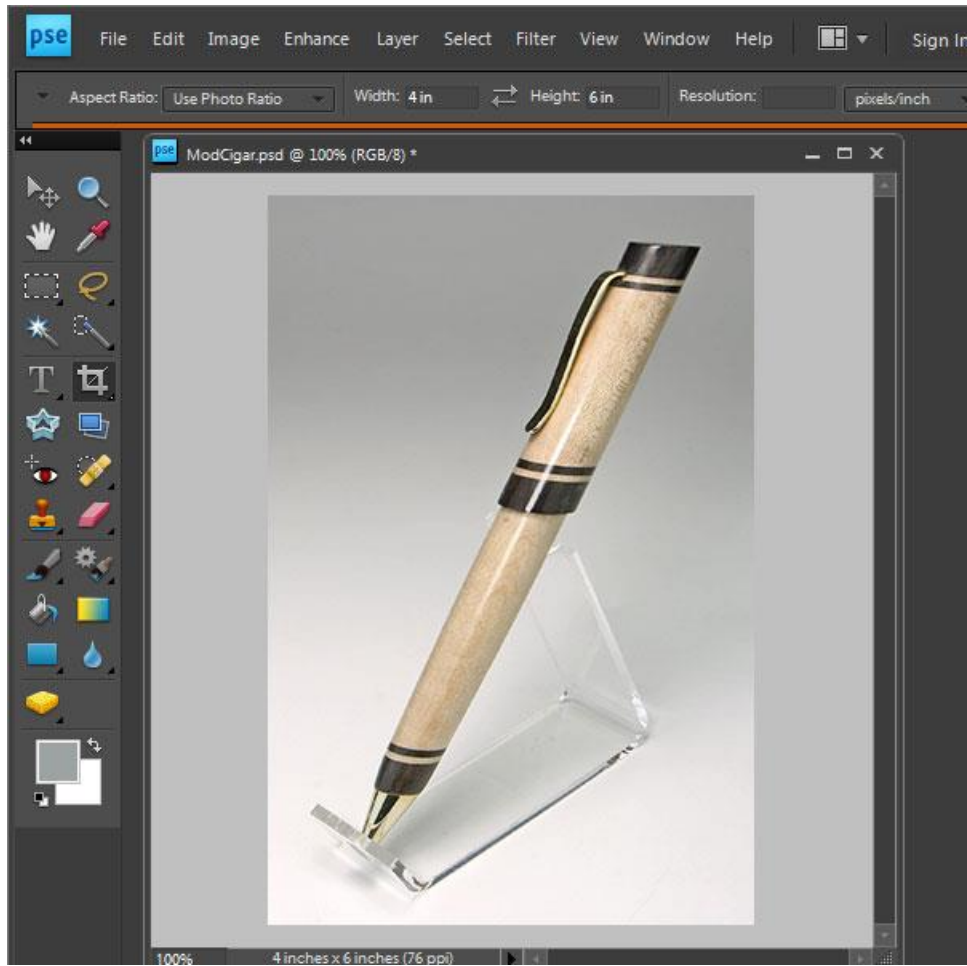 pse File Edit Image Enhance Layer Select Filter View Window Help Sign In
Aspect Ratio: Use Photo Ratio Width: 4 in Height: 6 in Resolution: pixels/inch
pse ModCigar.psd @ 100% (RGB/8) *
T
100% 4 inches x 6 inches (76 ppi)